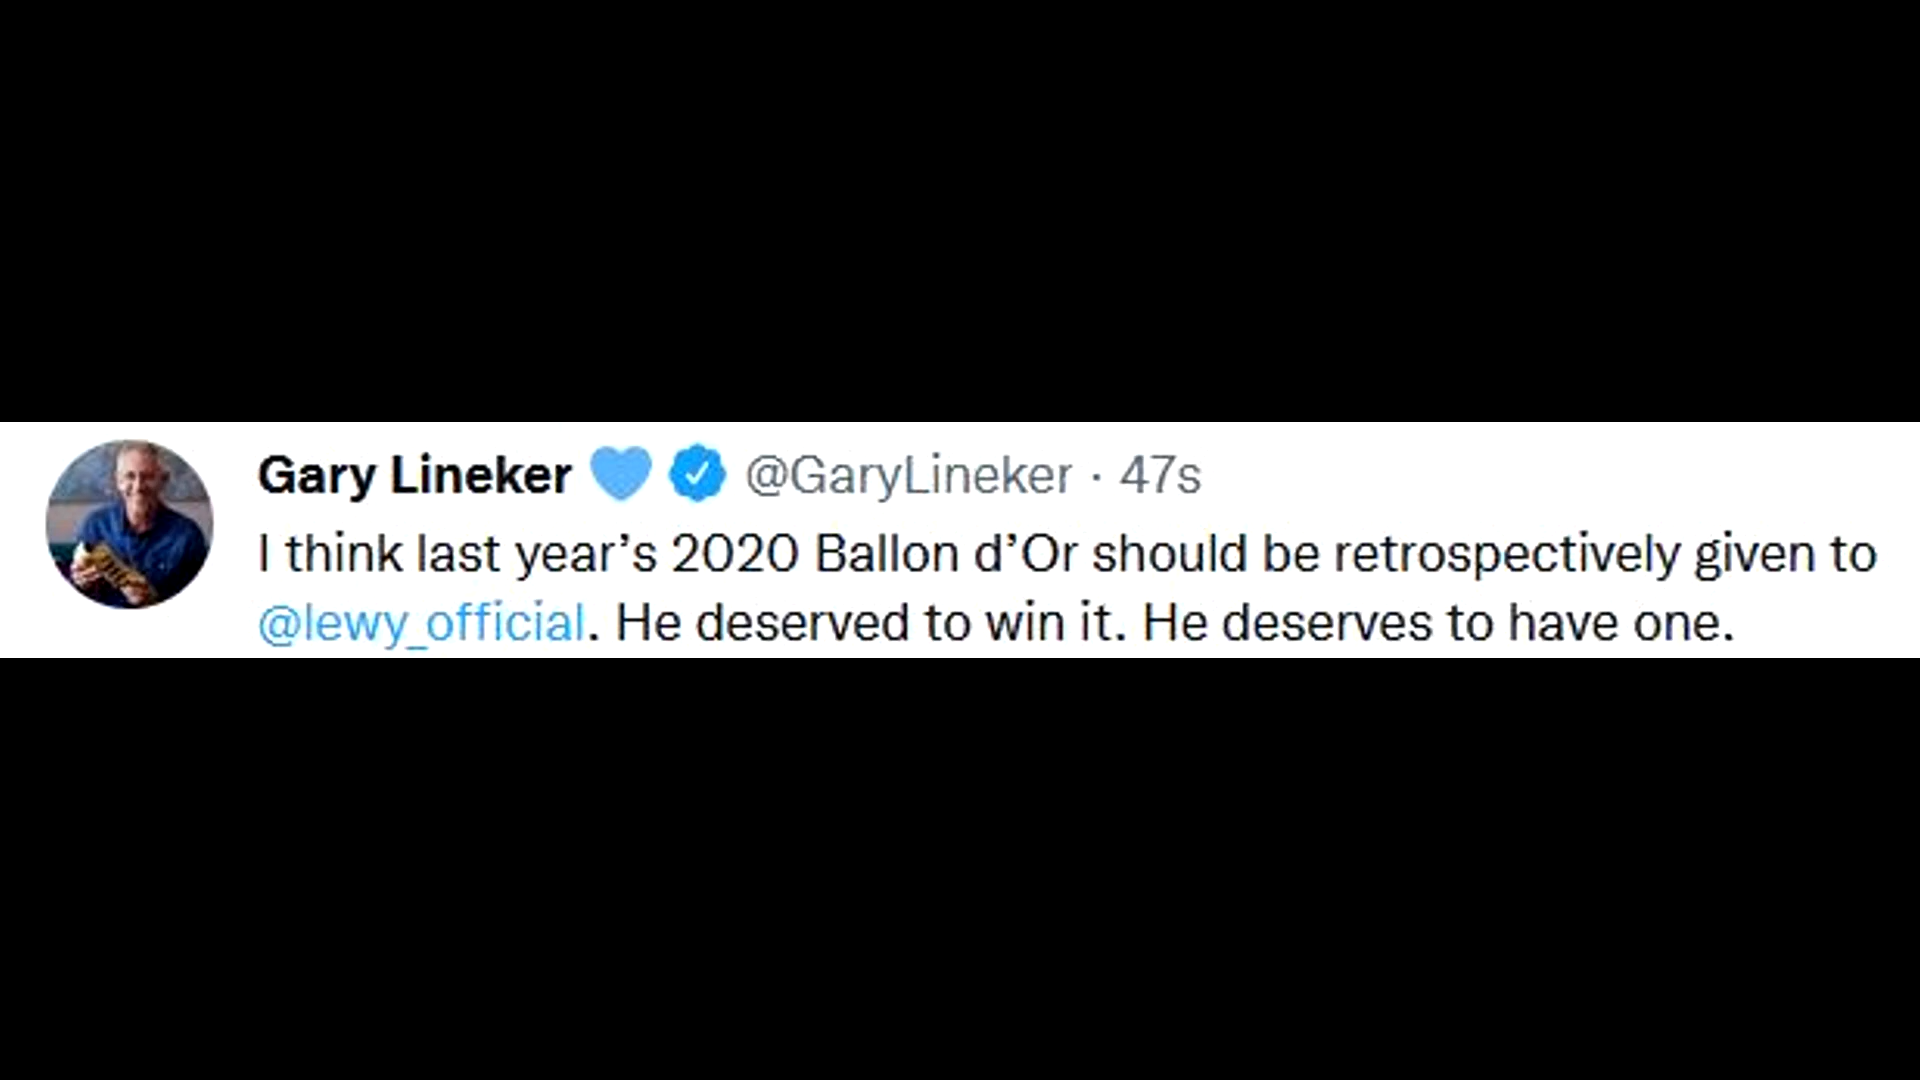 Gary Lineker 💙 @GaryLineker · 47s
I think last year’s 2020 Ballon d’Or should be retrospectively given to
@lewy_official. He deserved to win it. He deserves to have one.